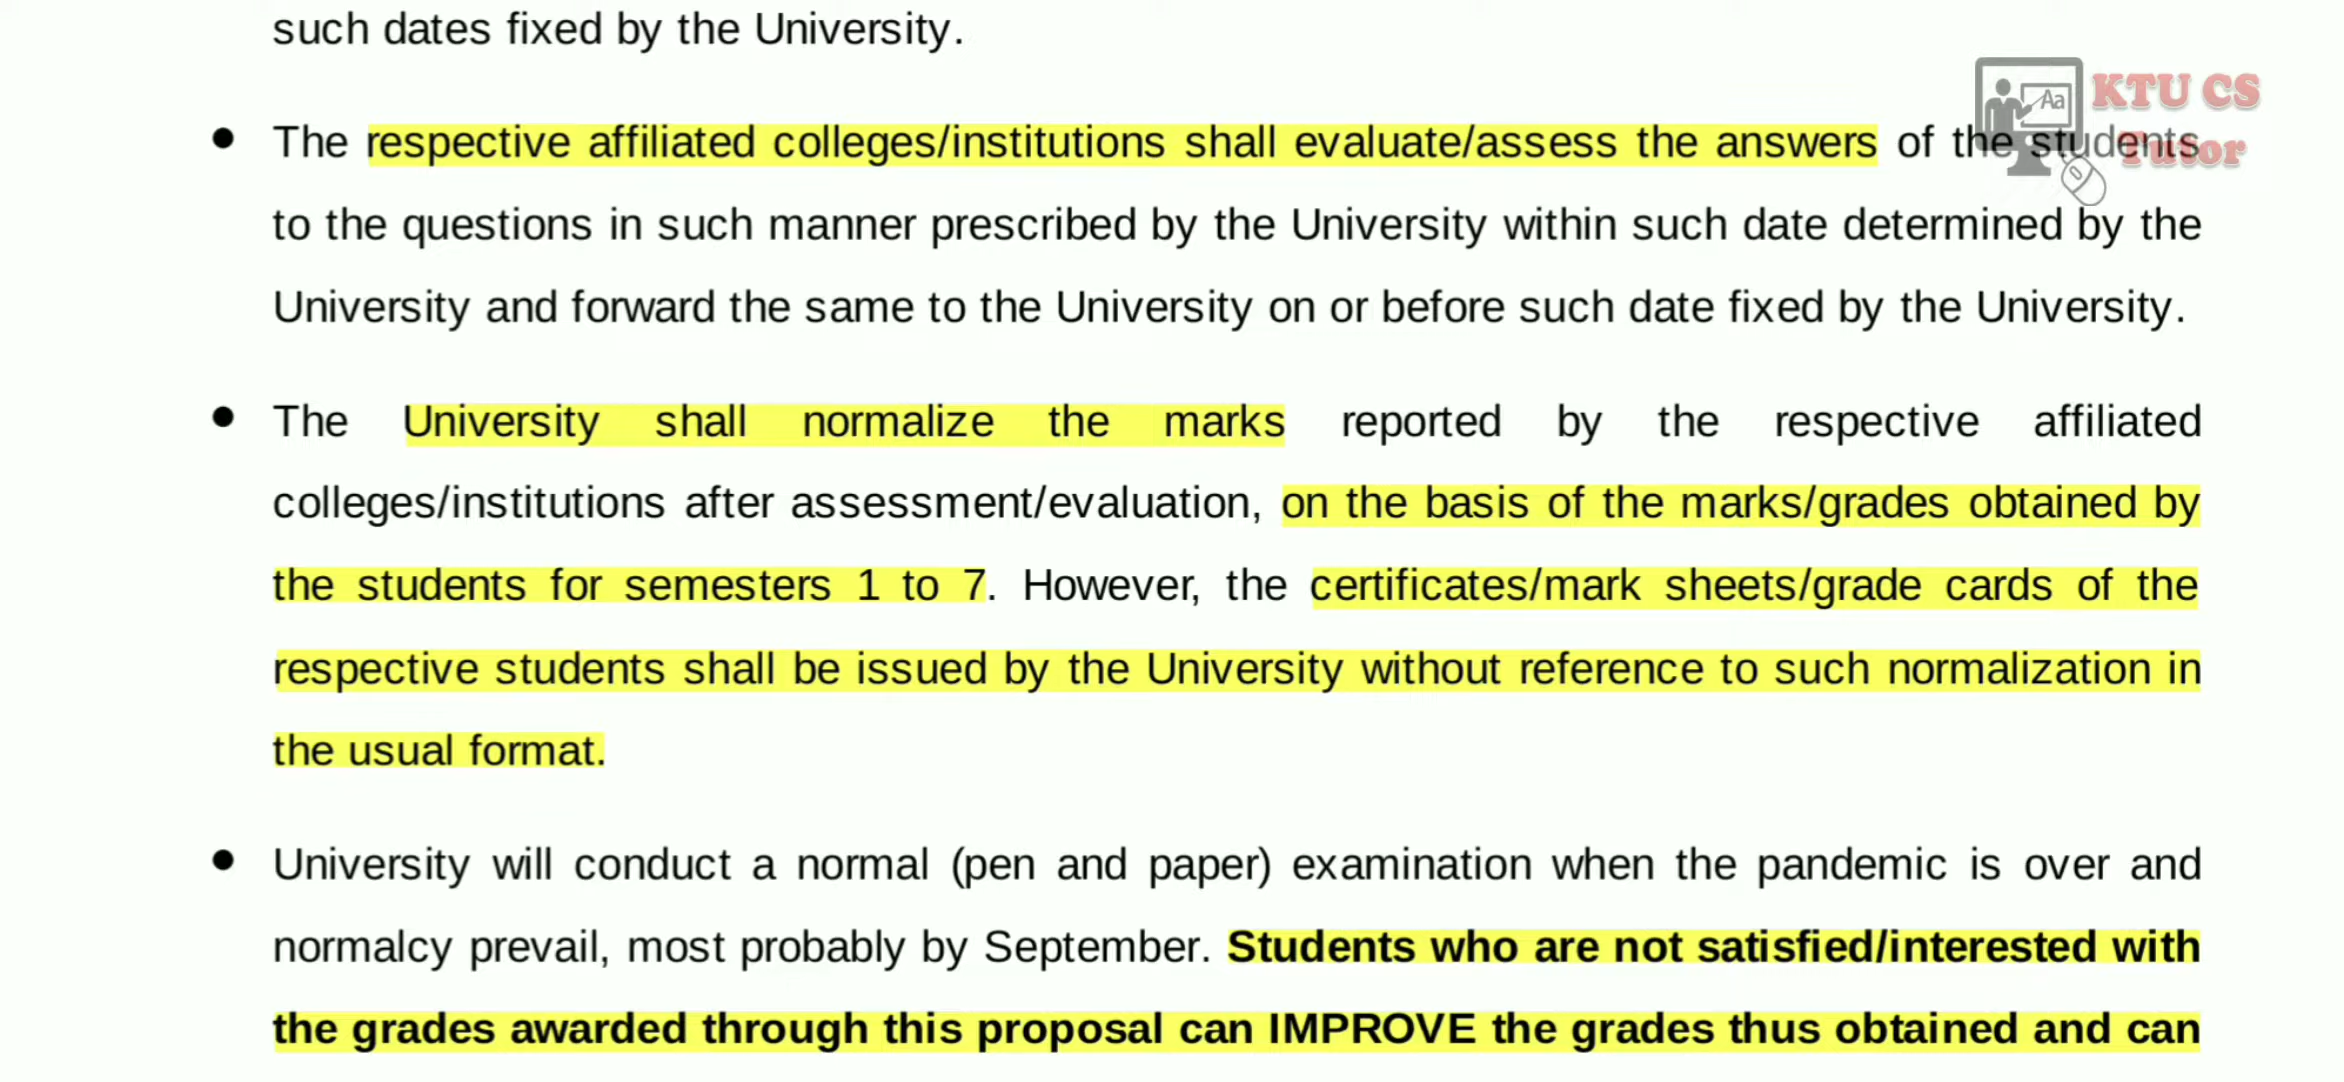 such dates fixed by the University.
KTU CS
Aa
Tutor
● The respective affiliated colleges/institutions shall evaluate/assess the answers of the students
to the questions in such manner prescribed by the University within such date determined by the
University and forward the same to the University on or before such date fixed by the University.
● The University shall normalize the marks reported by the respective affiliated
colleges/institutions after assessment/evaluation, on the basis of the marks/grades obtained by
the students for semesters 1 to 7. However, the certificates/mark sheets/grade cards of the
respective students shall be issued by the University without reference to such normalization in
the usual format.
● University will conduct a normal (pen and paper) examination when the pandemic is over and
normalcy prevail, most probably by September. Students who are not satisfied/interested with
the grades awarded through this proposal can IMPROVE the grades thus obtained and can